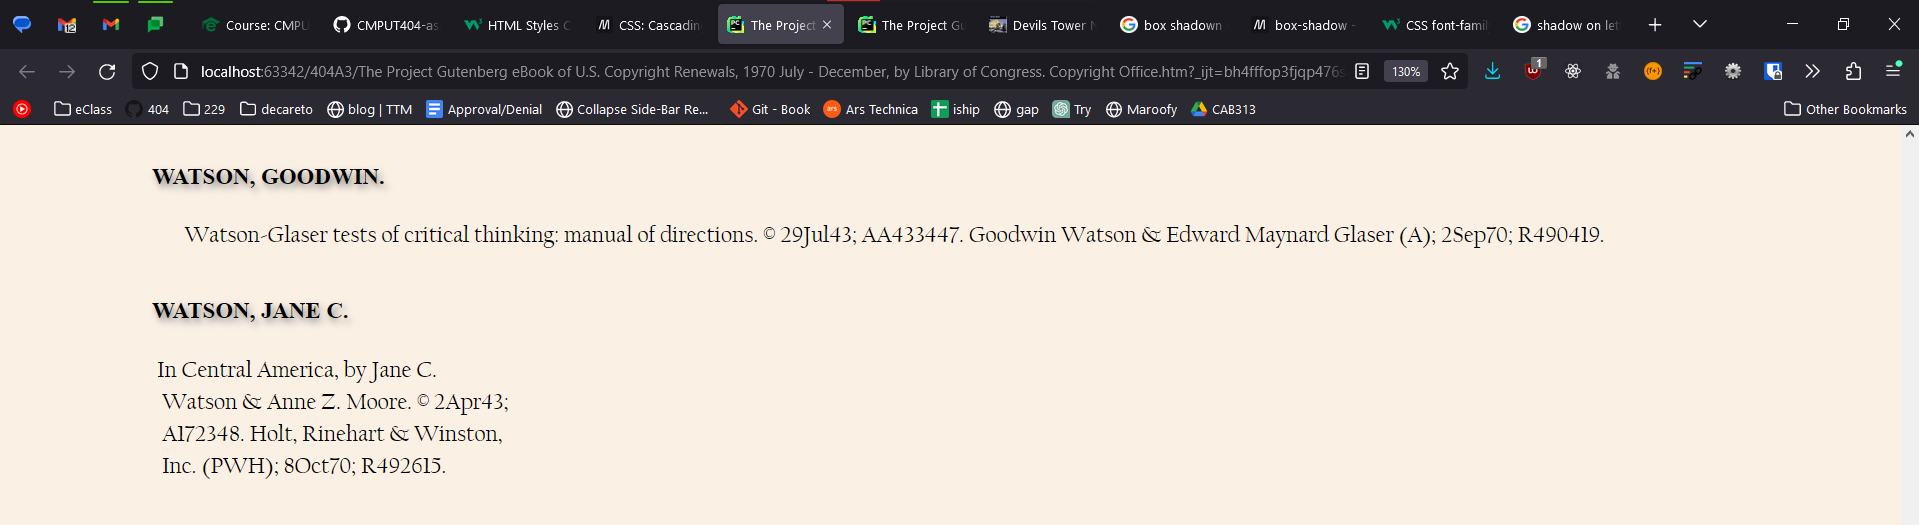 12
Course: CMPU
CMPUT404-as
HTML Styles C
CSS: Cascadin
The Project
The Project Gu
Devils Tower N
box shadown
box-shadow -
CSS font-famil
shadow on let
localhost:63342/404A3/The Project Gutenberg eBook of U.S. Copyright Renewals, 1970 July - December, by Library of Congress. Copyright Office.htm?_ijt=bh4fffop3fjqp476s
130%
1
eClass
404
229
decareto
blog | TTM
Approval/Denial
Collapse Side-Bar Re...
Git - Book
ars
Ars Technica
iship
gap
Try
Maroofy
CAB313
Other Bookmarks
WATSON, GOODWIN.
Watson-Glaser tests of critical thinking: manual of directions. © 29Jul43; AA433447. Goodwin Watson & Edward Maynard Glaser (A); 2Sep70; R490419.
WATSON, JANE C.
In Central America, by Jane C.
Watson & Anne Z. Moore. © 2Apr43;
A172348. Holt, Rinehart & Winston,
Inc. (PWH); 8Oct70; R492615.